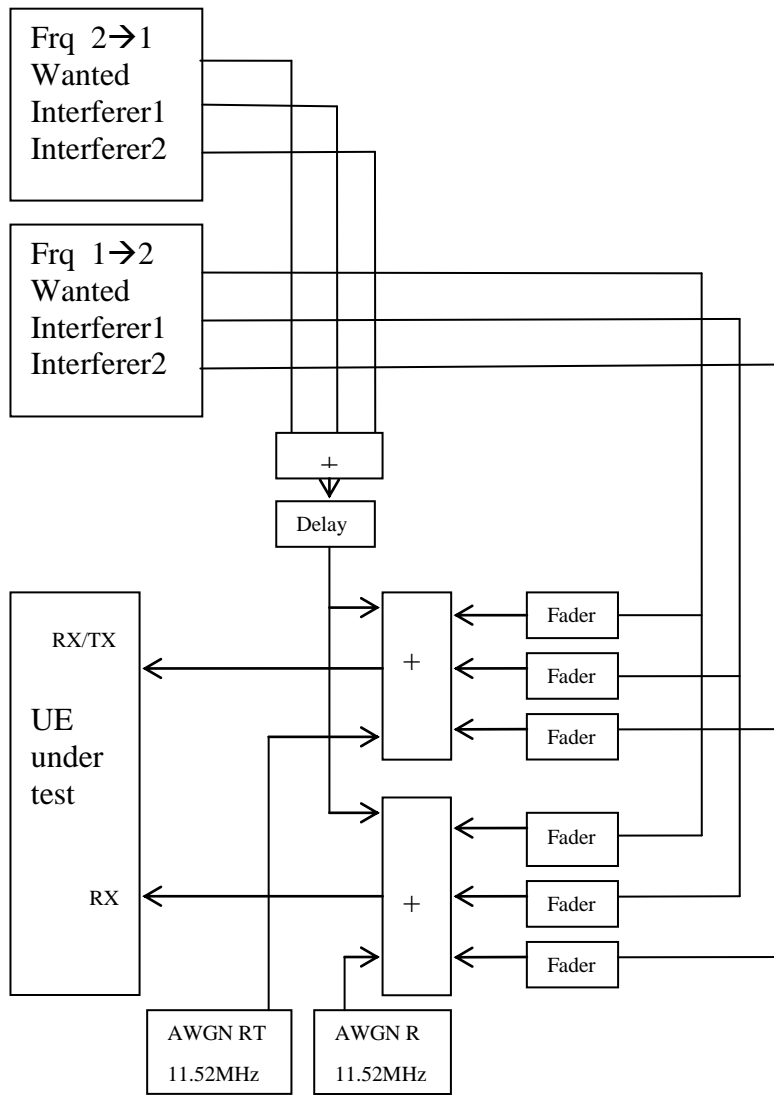 Frq 2→1
Wanted
Interferer1
Interferer2
Frq 1→2
Wanted
Interferer1
Interferer2
+
Delay
RX/TX
UE
under
test
RX
+
+
Fader
Fader
Fader
Fader
Fader
Fader
AWGN RT
11.52MHz
AWGN R
11.52MHz